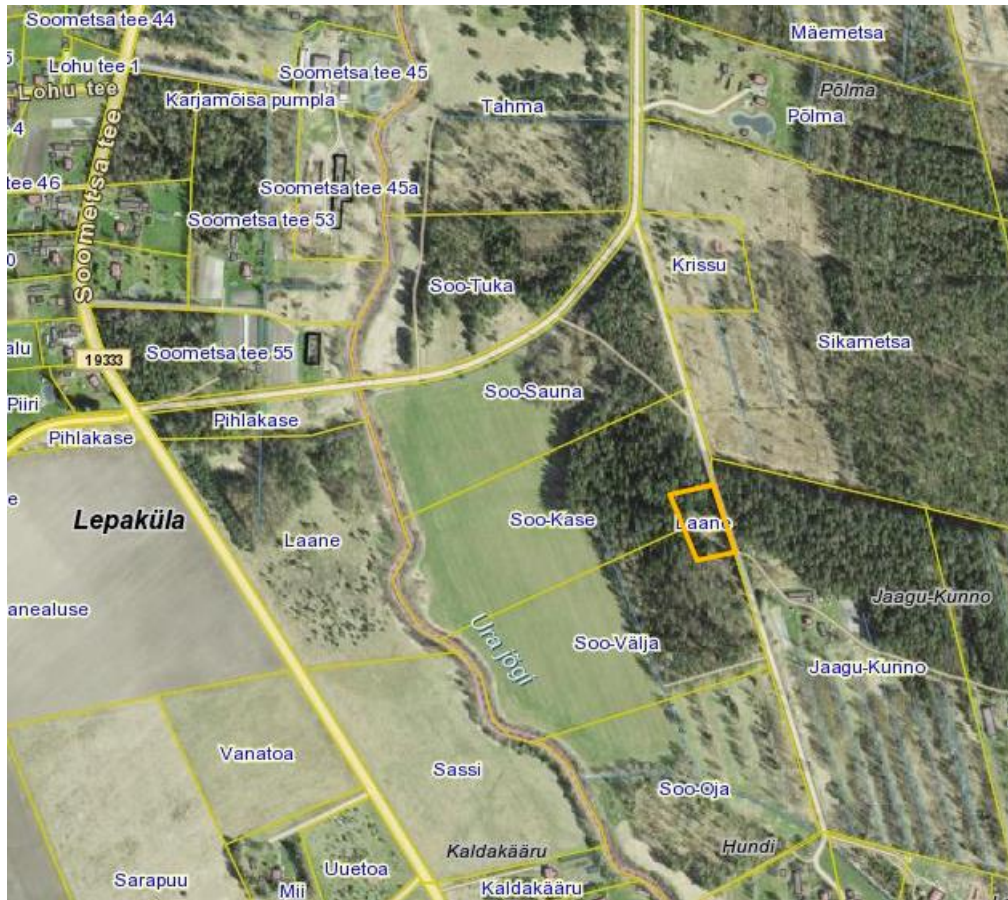 Soometsa tee 44
Mäemetsa
Lohu tee 1
Soometsa tee 45
Lohu tee
Karjamõisa pumpla
Tahma
Põlma
Põlma
4
tee 46
Soometsa tee 45a
Soometsa tee 53
Soometsa tee
Krissu
Soo-Tuka
Sikametsa
alu
19333
Soometsa tee 55
Soo-Sauna
Piiri
Pihlakase
Pihlakase
Lepaküla
Soo-Kase
Laane
Laane
anealuse
Jaagu-Kunno
Ura jõgi
Soo-Välja
Jaagu-Kunno
Vanatoa
Sassi
Soo-Oja
Kaldakääru
Hundi
Sarapuu
Uuetoa
Mii
Kaldakääru